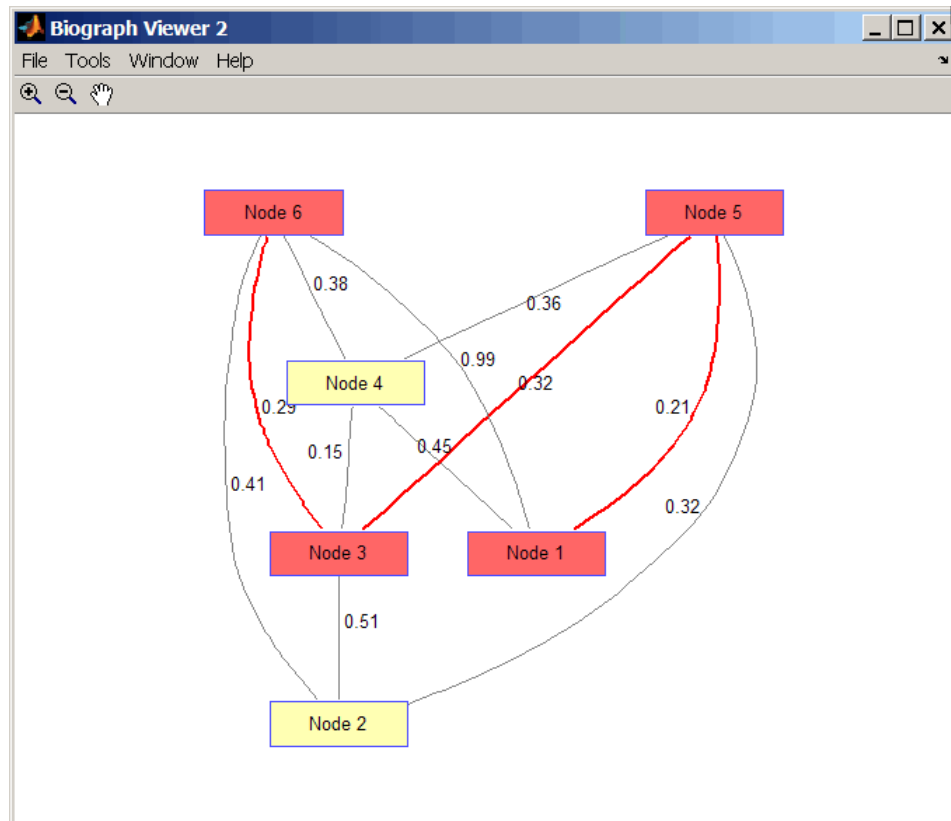 Biograph Viewer 2
File Tools Window Help
Node 6
Node 5
0.38
0.36
0.99
Node 4
0.32
0.29
0.21
0.15
0.45
0.41
0.32
Node 3
Node 1
0.51
Node 2